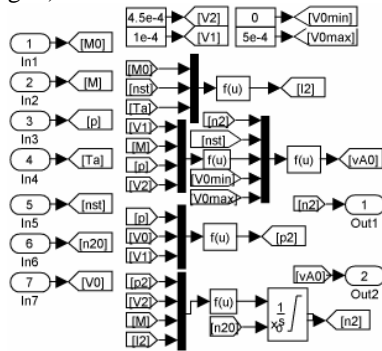 4.5e-4 [V2] 0 [V0min]
1e-4 [V1] 5e-4 [V0max]
1 [M0]
In1
2 [M]
In2
3 [p]
In3
4 [Ta]
In4
5 [nst]
In5
6 [n20]
In6
7 [V0]
In7
[M0]
[nst] f(u) [I2]
[Ta]
[V1]
[M]
[p] f(u)
[V2]
[n2]
[nst]
[V0min]
[V0max]
f(u) [vA0]
[n2] 1
Out1
[p]
[V0] f(u) [p2]
[V1]
[vA0] 2
Out2
[p2]
[V2] f(u)
[M] [n20]
[I2]
1
s
xo
[n2]